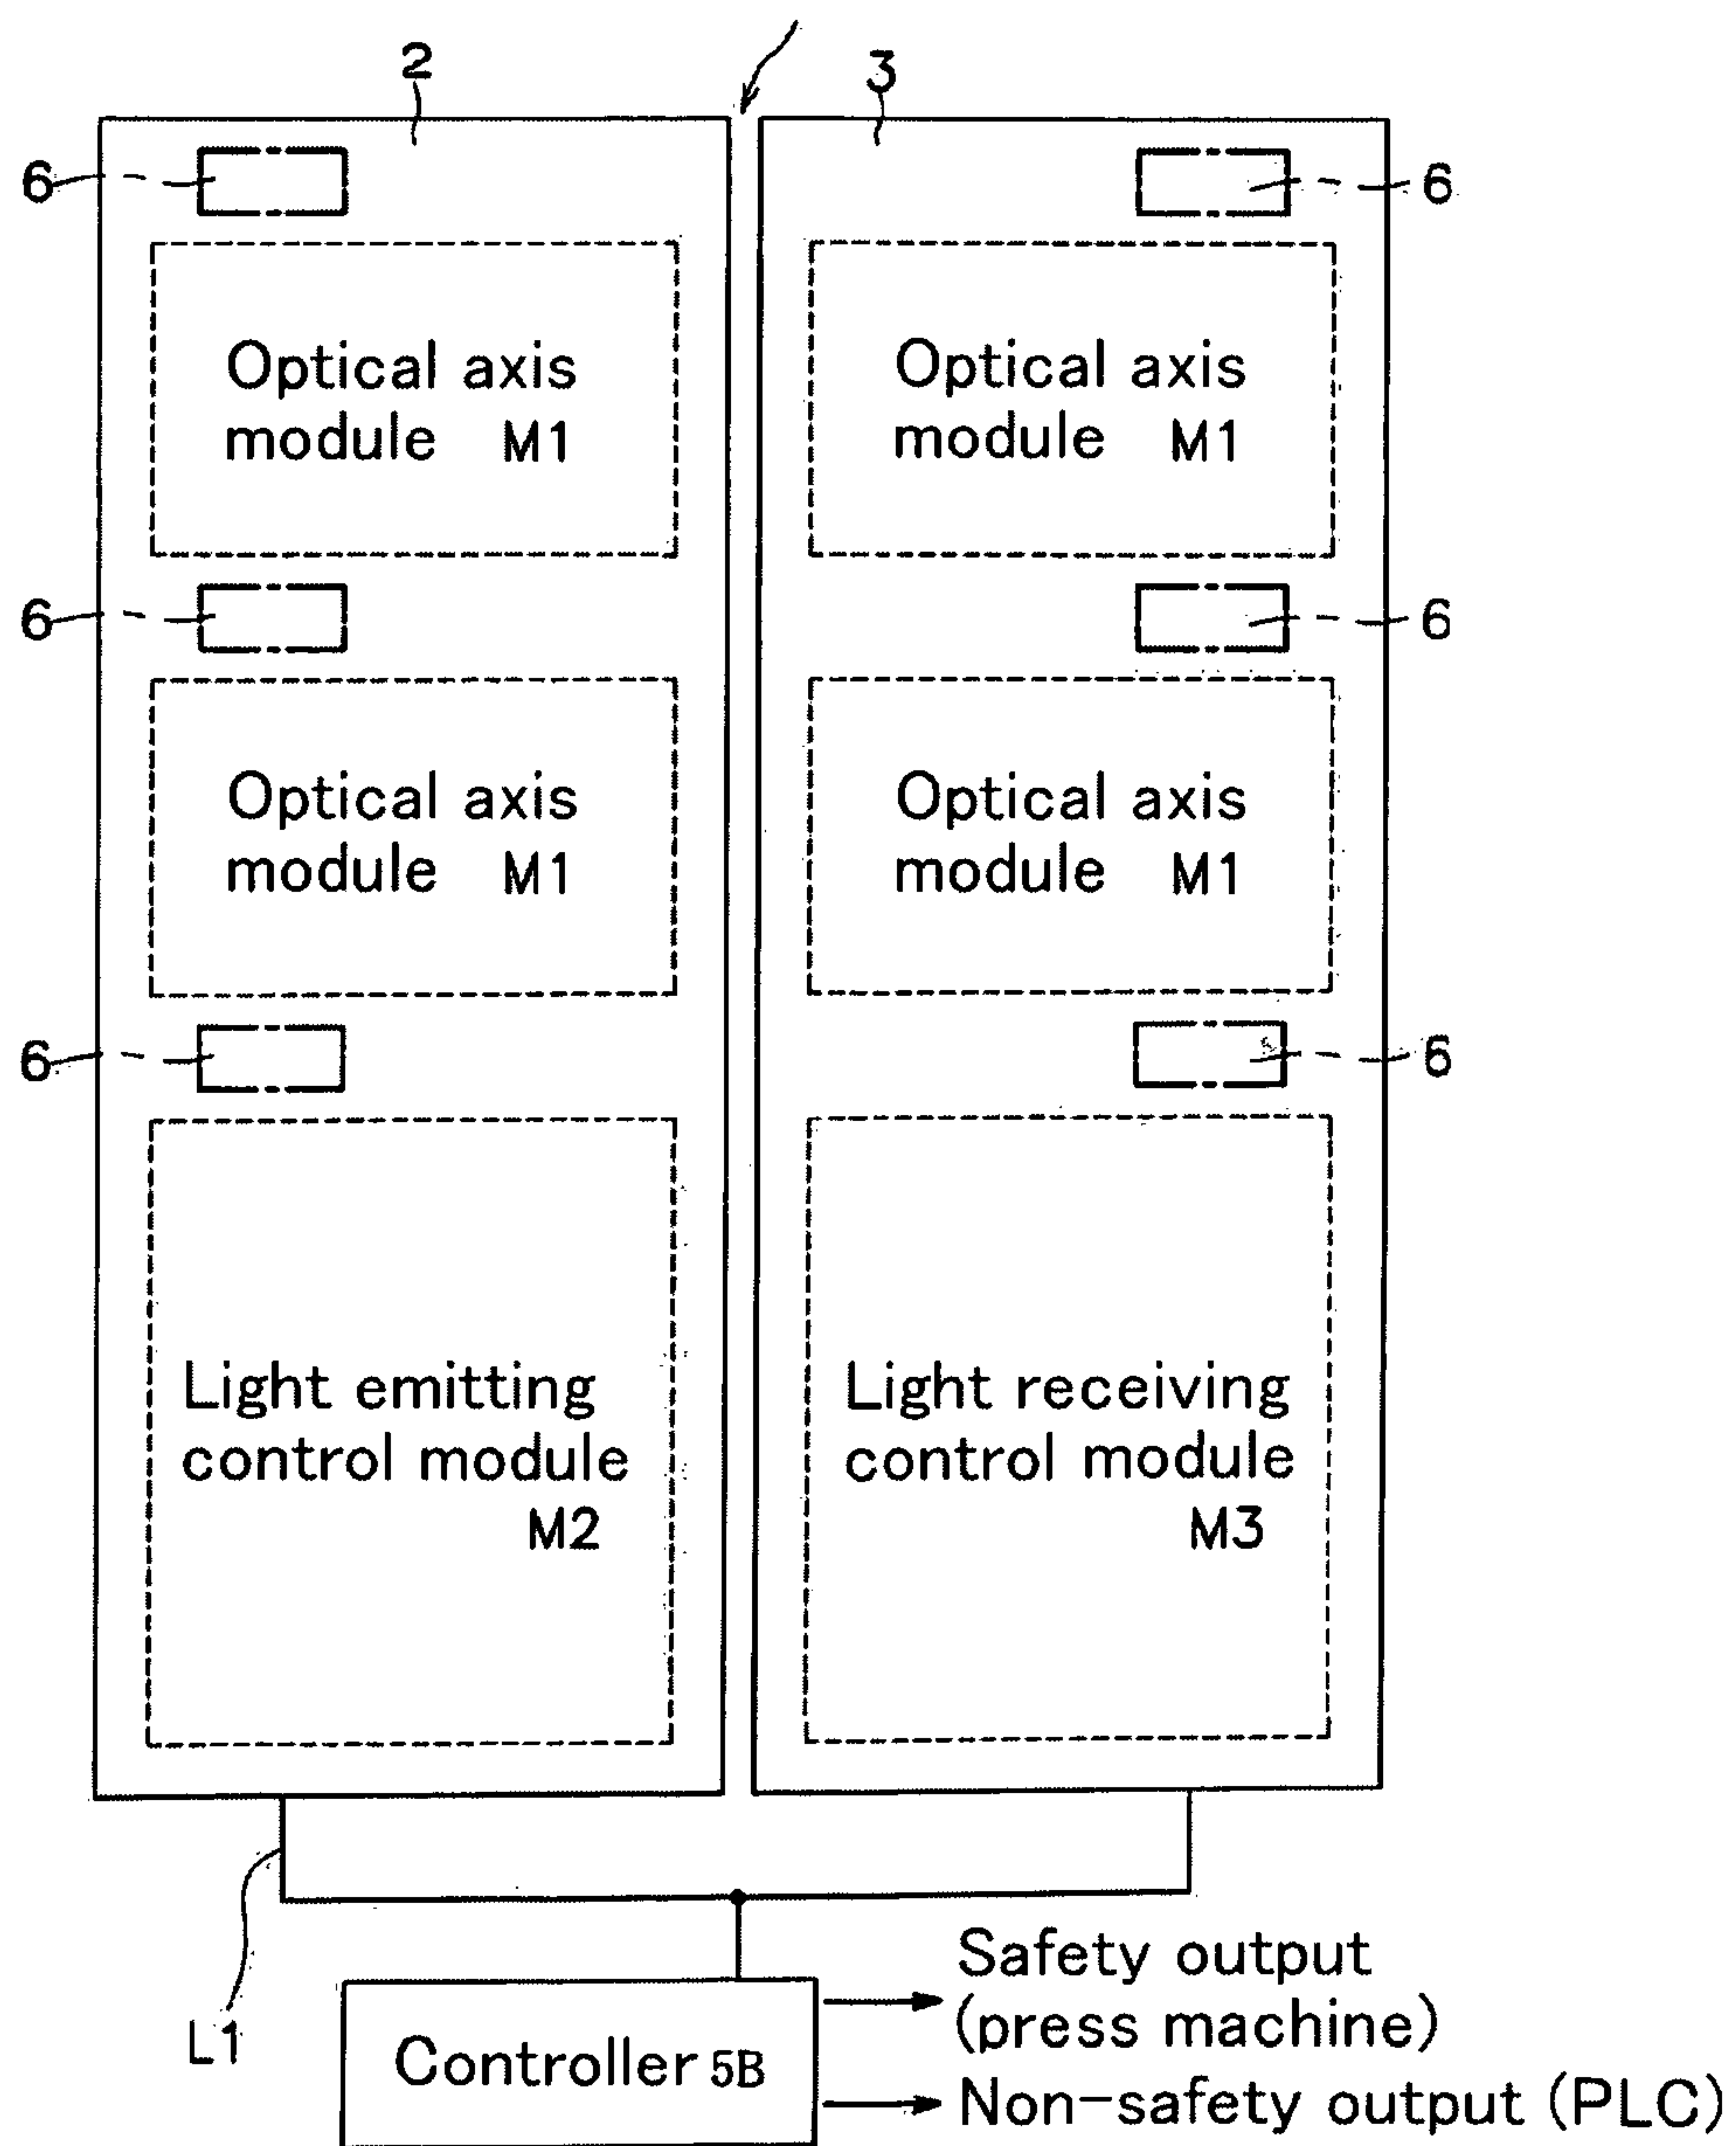 2
3
6
6
Optical axis
module M1
Optical axis
module M1
6
6
Optical axis
module M1
Optical axis
module M1
6
6
Light emitting
control module
M2
Light receiving
control module
M3
L1
Controller 5B
Safety output
(press machine)
Non-safety output (PLC)